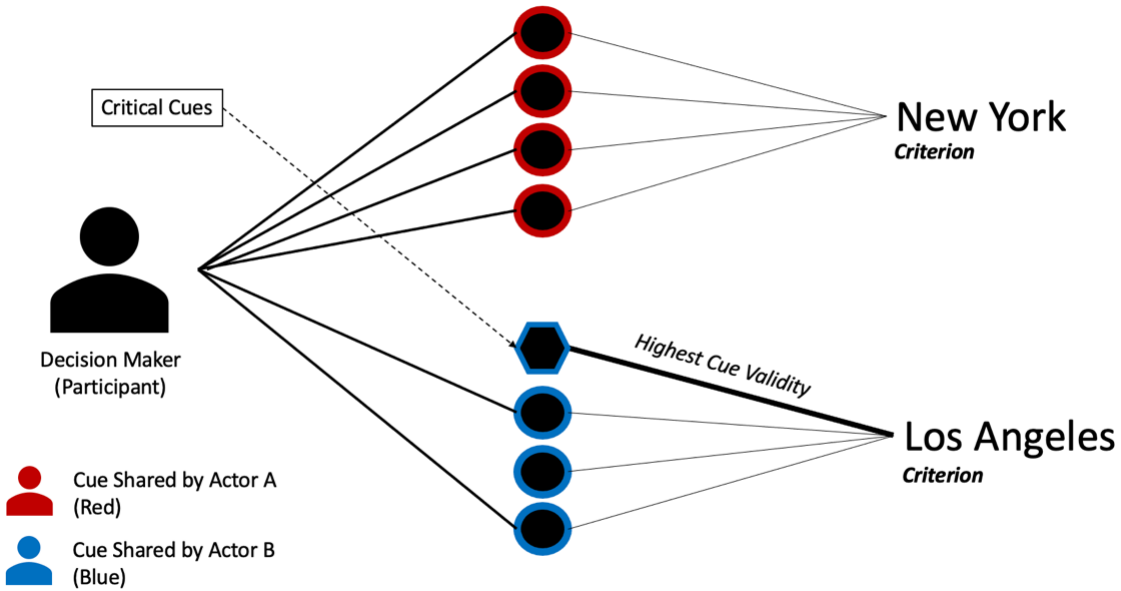 Critical Cues
New York
Criterion
Highest Cue Validity
Decision Maker
(Participant)
Los Angeles
Criterion
Cue Shared by Actor A
(Red)
Cue Shared by Actor B
(Blue)